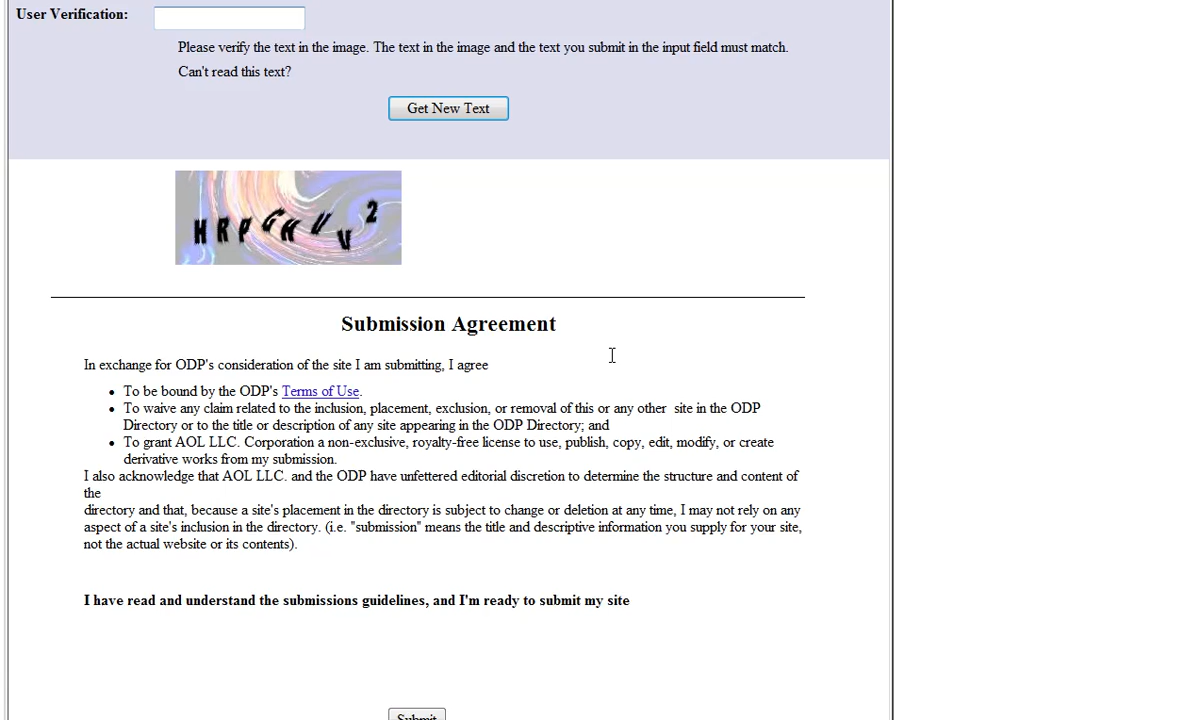 User Verification:
Please verify the text in the image. The text in the image and the text you submit in the input field must match.
Can't read this text?
Get New Text
HRPGHUV2
Submission Agreement
In exchange for ODP's consideration of the site I am submitting, I agree
• To be bound by the ODP's Terms of Use.
• To waive any claim related to the inclusion, placement, exclusion, or removal of this or any other site in the ODP
Directory or to the title or description of any site appearing in the ODP Directory; and
• To grant AOL LLC. Corporation a non-exclusive, royalty-free license to use, publish, copy, edit, modify, or create
derivative works from my submission.
I also acknowledge that AOL LLC. and the ODP have unfettered editorial discretion to determine the structure and content of
the
directory and that, because a site's placement in the directory is subject to change or deletion at any time, I may not rely on any
aspect of a site's inclusion in the directory. (i.e. "submission" means the title and descriptive information you supply for your site,
not the actual website or its contents).
I have read and understand the submissions guidelines, and I'm ready to submit my site
Submit